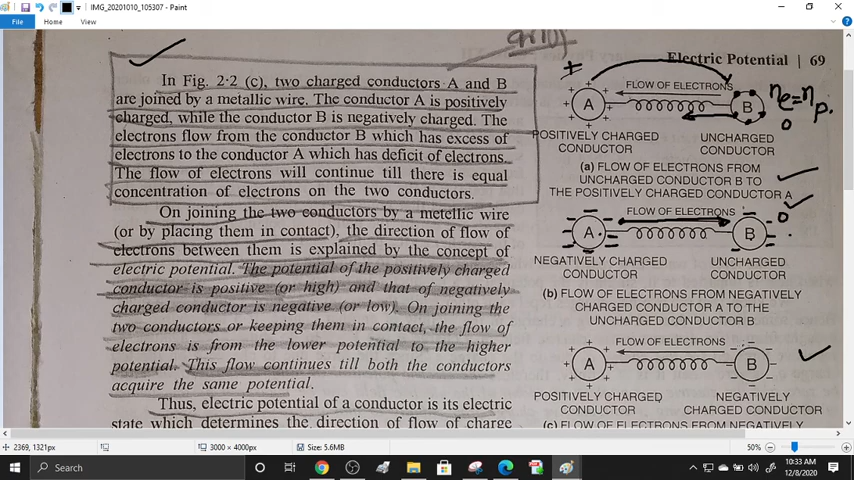 IMG_20201010_105307 - Paint
File
Home
View
Electric Potential | 69
In Fig. 2·2 (c), two charged conductors A and B
are joined by a metallic wire. The conductor A is positively
charged, while the conductor B is negatively charged. The
electrons flow from the conductor B which has excess of
electrons to the conductor A which has deficit of electrons.
The flow of electrons will continue till there is equal
concentration of electrons on the two conductors.
On joining the two conductors by a metellic wire
(or by placing them in contact), the direction of flow of
electrons between them is explained by the concept of
electric potential. The potential of the positively charged
conductor is positive (or high) and that of negatively
charged conductor is negative (or low). On joining the
two conductors or keeping them in contact, the flow of
electrons is from the lower potential to the higher
potential. This flow continues till both the conductors
acquire the same potential.
Thus, electric potential of a conductor is its electric
state which determines the direction of flow of charge
±
FLOW OF ELECTRONS
A
B
ne=np.
0
POSITIVELY CHARGED
CONDUCTOR
UNCHARGED
CONDUCTOR
(a) FLOW OF ELECTRONS FROM
UNCHARGED CONDUCTOR B TO
THE POSITIVELY CHARGED CONDUCTOR A
FLOW OF ELECTRONS
0
A
B
NEGATIVELY CHARGED
CONDUCTOR
UNCHARGED
CONDUCTOR
(b) FLOW OF ELECTRONS FROM NEGATIVELY
CHARGED CONDUCTOR A TO THE
UNCHARGED CONDUCTOR B
FLOW OF ELECTRONS
A
B
POSITIVELY CHARGED
CONDUCTOR
NEGATIVELY
CHARGED CONDUCTOR
(c) FLOW OF ELECTRONS FROM NEGATIVELY
2369, 1321px
3000 × 4000px
Size: 5.6MB
50%
Search
10:33 AM
12/8/2020